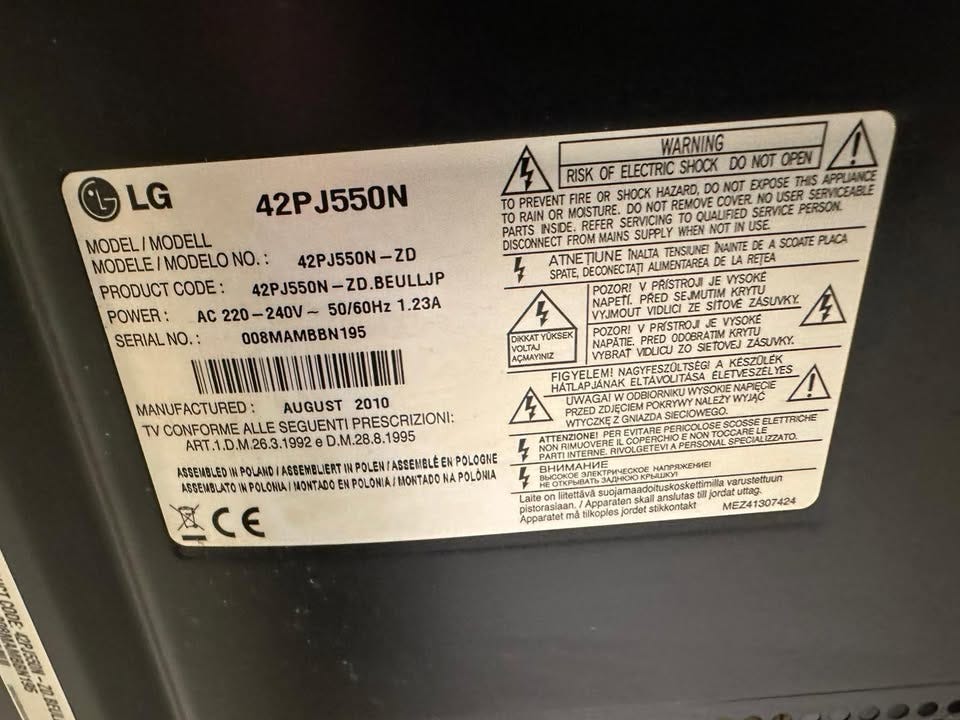 LG
42PJ550N
MODEL / MODELL
MODELE / MODELO NO. : 42PJ550N-ZD
PRODUCT CODE : 42PJ550N-ZD.BEULLJP
POWER : AC 220-240V~ 50/60Hz 1.23A
SERIAL NO. : 008MAMBBN195
MANUFACTURED : AUGUST 2010
TV CONFORME ALLE SEGUENTI PRESCRIZIONI:
ART.1.D.M.26.3.1992 e D.M.28.8.1995
ASSEMBLED IN POLAND / ASSEMBLIERT IN POLEN / ASSEMBLÉ EN POLOGNE
ASSEMBLATO IN POLONIA / MONTADO EN POLONIA / MONTADO NA POLÔNIA
CE
WARNING
RISK OF ELECTRIC SHOCK DO NOT OPEN
TO PREVENT FIRE OR SHOCK HAZARD, DO NOT EXPOSE THIS APPLIANCE
TO RAIN OR MOISTURE. DO NOT REMOVE COVER. NO USER SERVICEABLE
PARTS INSIDE. REFER SERVICING TO QUALIFIED SERVICE PERSON.
DISCONNECT FROM MAINS SUPPLY WHEN NOT IN USE.
ATNEŢIUNE ÎNALTA TENSIUNE! ÎNAINTE DE A SCOATE PLACA
SPATE, DECONECTAŢI ALIMENTAREA DE LA REŢEA
DIKKAT YÜKSEK
VOLTAJ
AÇMAYINIZ
POZOR! V PŘÍSTROJI JE VYSOKÉ
NAPĚTÍ. PŘED SEJMUTIM KRYTU
VYJMOUT VIDLICI ZE SÍŤOVÉ ZÁSUVKY.
POZOR! V PRÍSTROJI JE VYSOKÉ
NAPÄTIE. PRED ODOBRATIM KRYTU
VYBRAT VIDLICU ZO SIEŤOVEJ ZÁSUVKY.
FIGYELEM! NAGYFESZÜLTSÉG! A KÉSZÜLÉK
HÁTLAPJÁNAK ELTÁVOLÍTÁSA ÉLETVESZÉLYES
UWAGA! W ODBIORNIKU WYSOKIE NAPIĘCIE
PRZED ZDJĘCIEM POKRYWY NALEŻY WYJĄĆ
WTYCZKĘ Z GNIAZDA SIECIOWEGO.
ATTENZIONE! PER EVITARE PERICOLOSE SCOSSE ELETTRICHE
NON RIMUOVERE IL COPERCHIO E NON TOCCARE LE
PARTI INTERNE. RIVOLGETEVI A PERSONAL SPECIALIZZATO.
ВНИМАНИЕ
ВЫСОКОЕ ЭЛЕКТРИЧЕСКОЕ НАПРЯЖЕНИЕ!
НЕ ОТКРЫВАТЬ ЗАДНЮЮ КРЫШКУ!
Laite on liitettävä suojamaadoituskoskettimilla varustettuun
pistorasiaan. / Apparaten skall anslutas till jordat uttag.
Apparatet må tilkoples jordet stikkontakt
MEZ41307424
CODE : 42PJ550N-ZD.BEULL